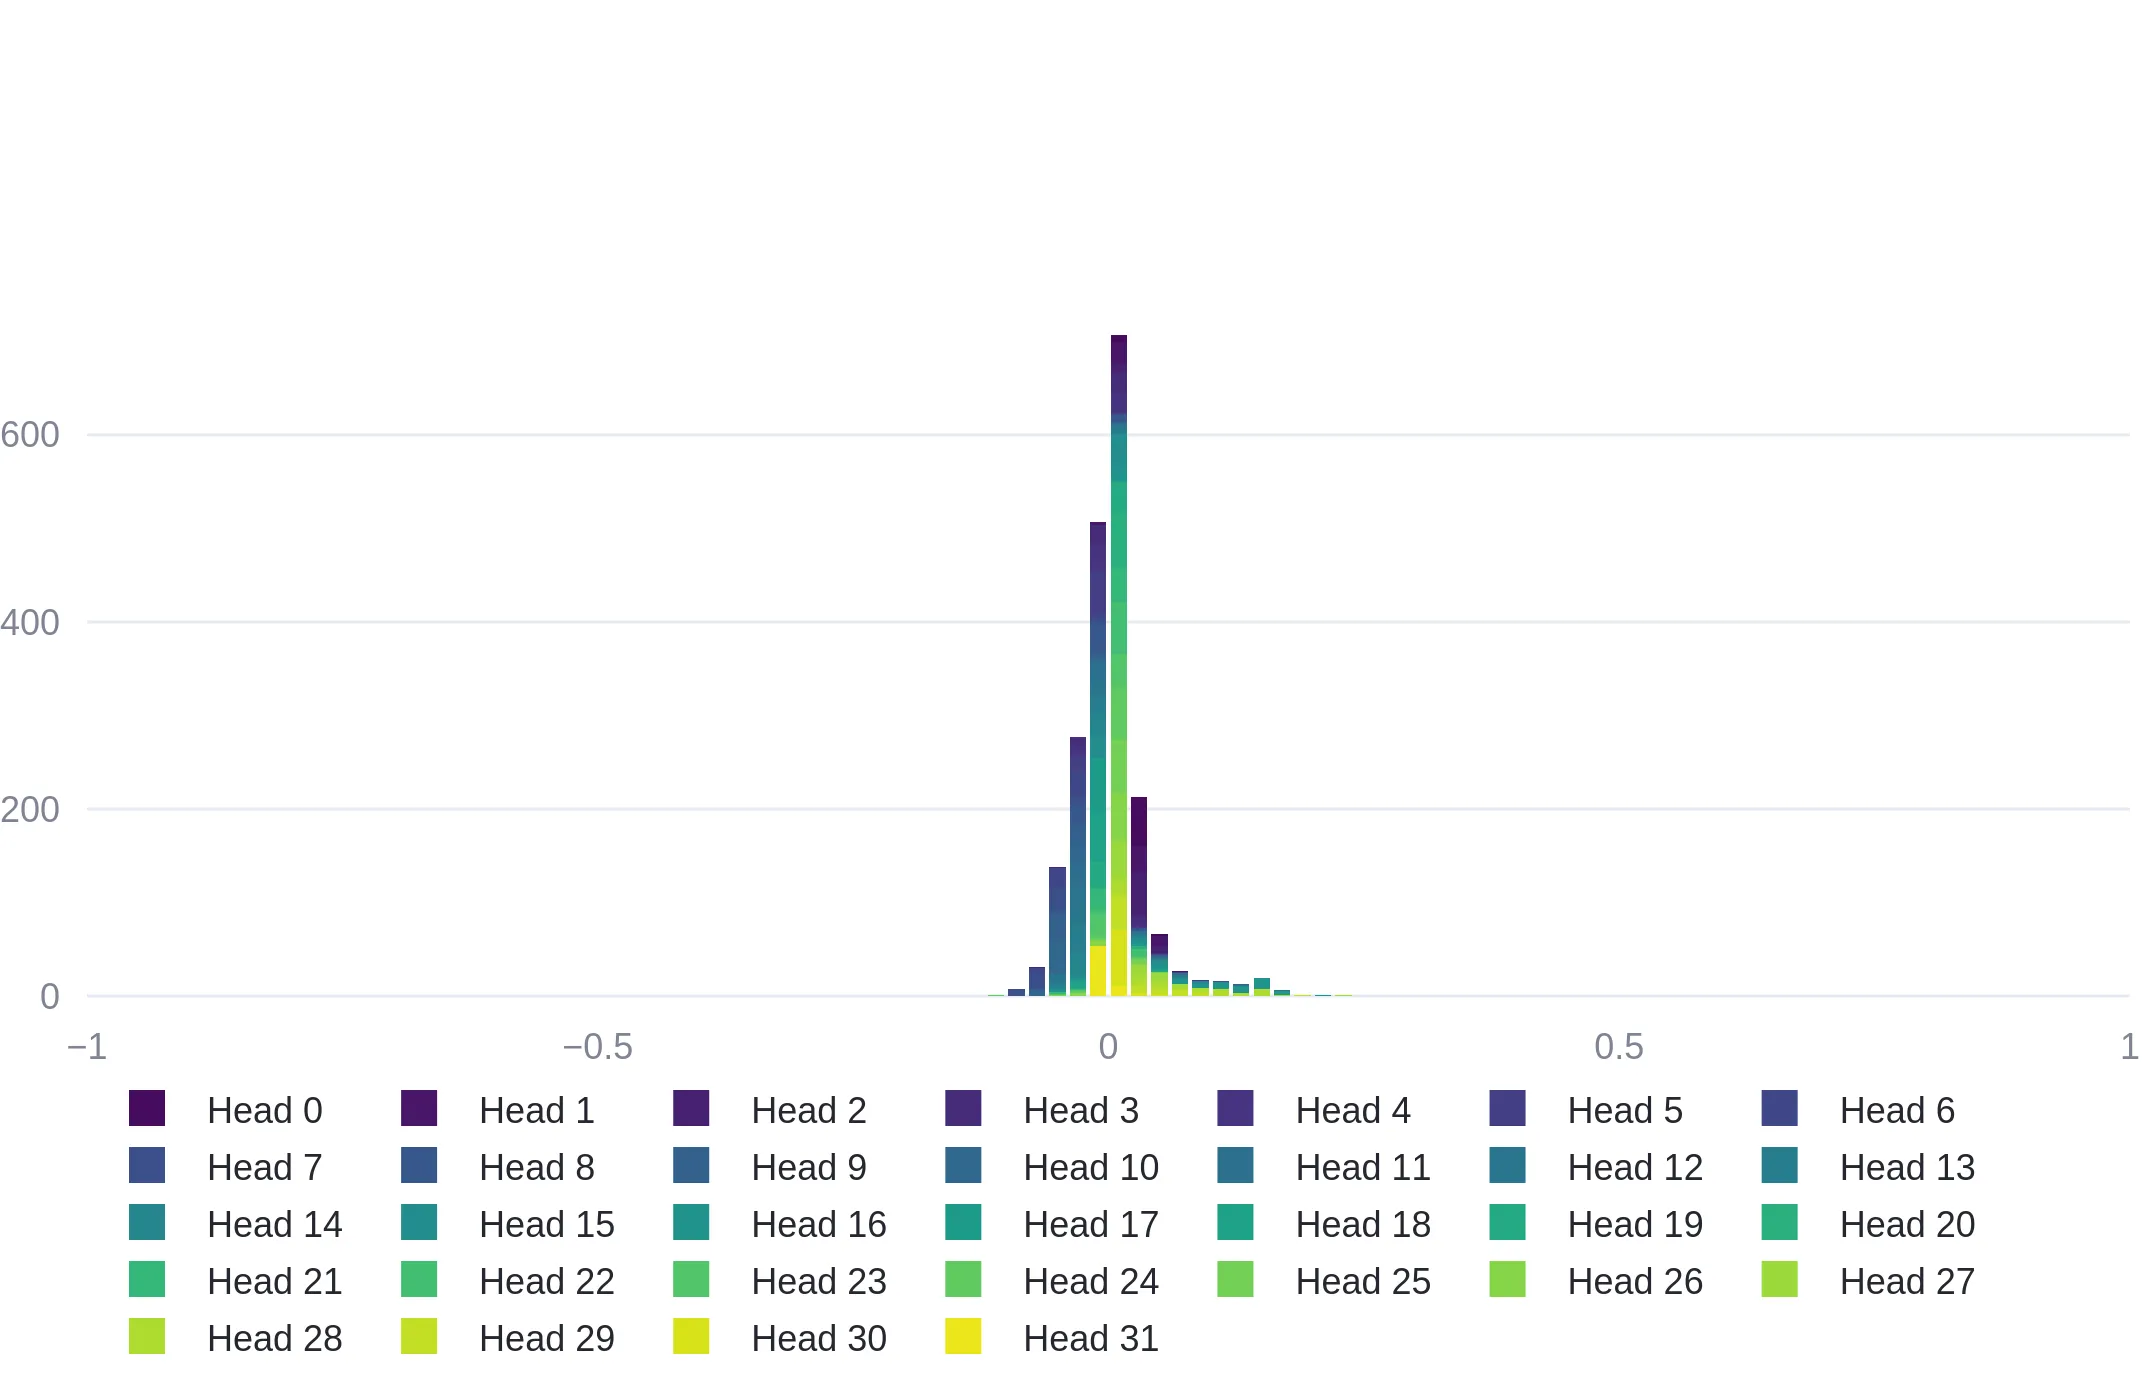 600
400
200
0
−1 −0.5 0 0.5 1
Head 0 Head 1 Head 2 Head 3 Head 4 Head 5 Head 6
Head 7 Head 8 Head 9 Head 10 Head 11 Head 12 Head 13
Head 14 Head 15 Head 16 Head 17 Head 18 Head 19 Head 20
Head 21 Head 22 Head 23 Head 24 Head 25 Head 26 Head 27
Head 28 Head 29 Head 30 Head 31